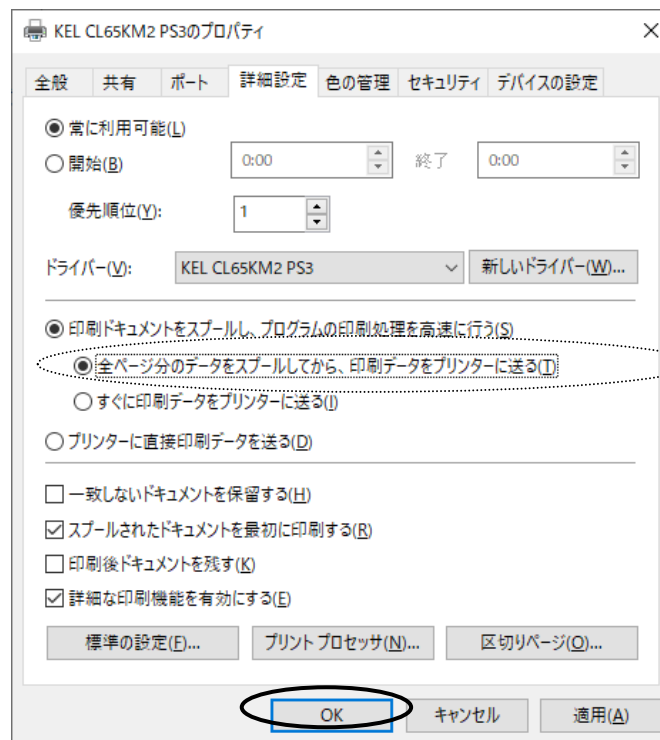 KEL CL65KM2 PS3のプロパティ
全般 共有 ポート 詳細設定 色の管理 セキュリティ デバイスの設定
常に利用可能(L)
開始(B) 0:00 終了 0:00
優先順位(Y): 1
ドライバー(V): KEL CL65KM2 PS3 新しいドライバー(W)...
印刷ドキュメントをスプールし、プログラムの印刷処理を高速に行う(S)
全ページ分のデータをスプールしてから、印刷データをプリンターに送る(T)
すぐに印刷データをプリンターに送る(I)
プリンターに直接印刷データを送る(D)
一致しないドキュメントを保留する(H)
スプールされたドキュメントを最初に印刷する(R)
印刷後ドキュメントを残す(K)
詳細な印刷機能を有効にする(E)
標準の設定(F)... プリント プロセッサ(N)... 区切りページ(O)...
OK キャンセル 適用(A)